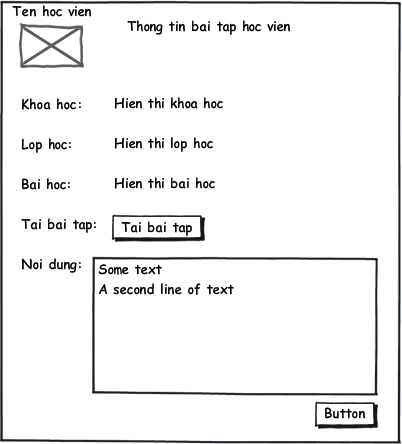 Ten hoc vien
Thong tin bai tap hoc vien
Khoa hoc: Hien thi khoa hoc
Lop hoc: Hien thi lop hoc
Bai hoc: Hien thi bai hoc
Tai bai tap: Tai bai tap
Noi dung: Some text
A second line of text
Button